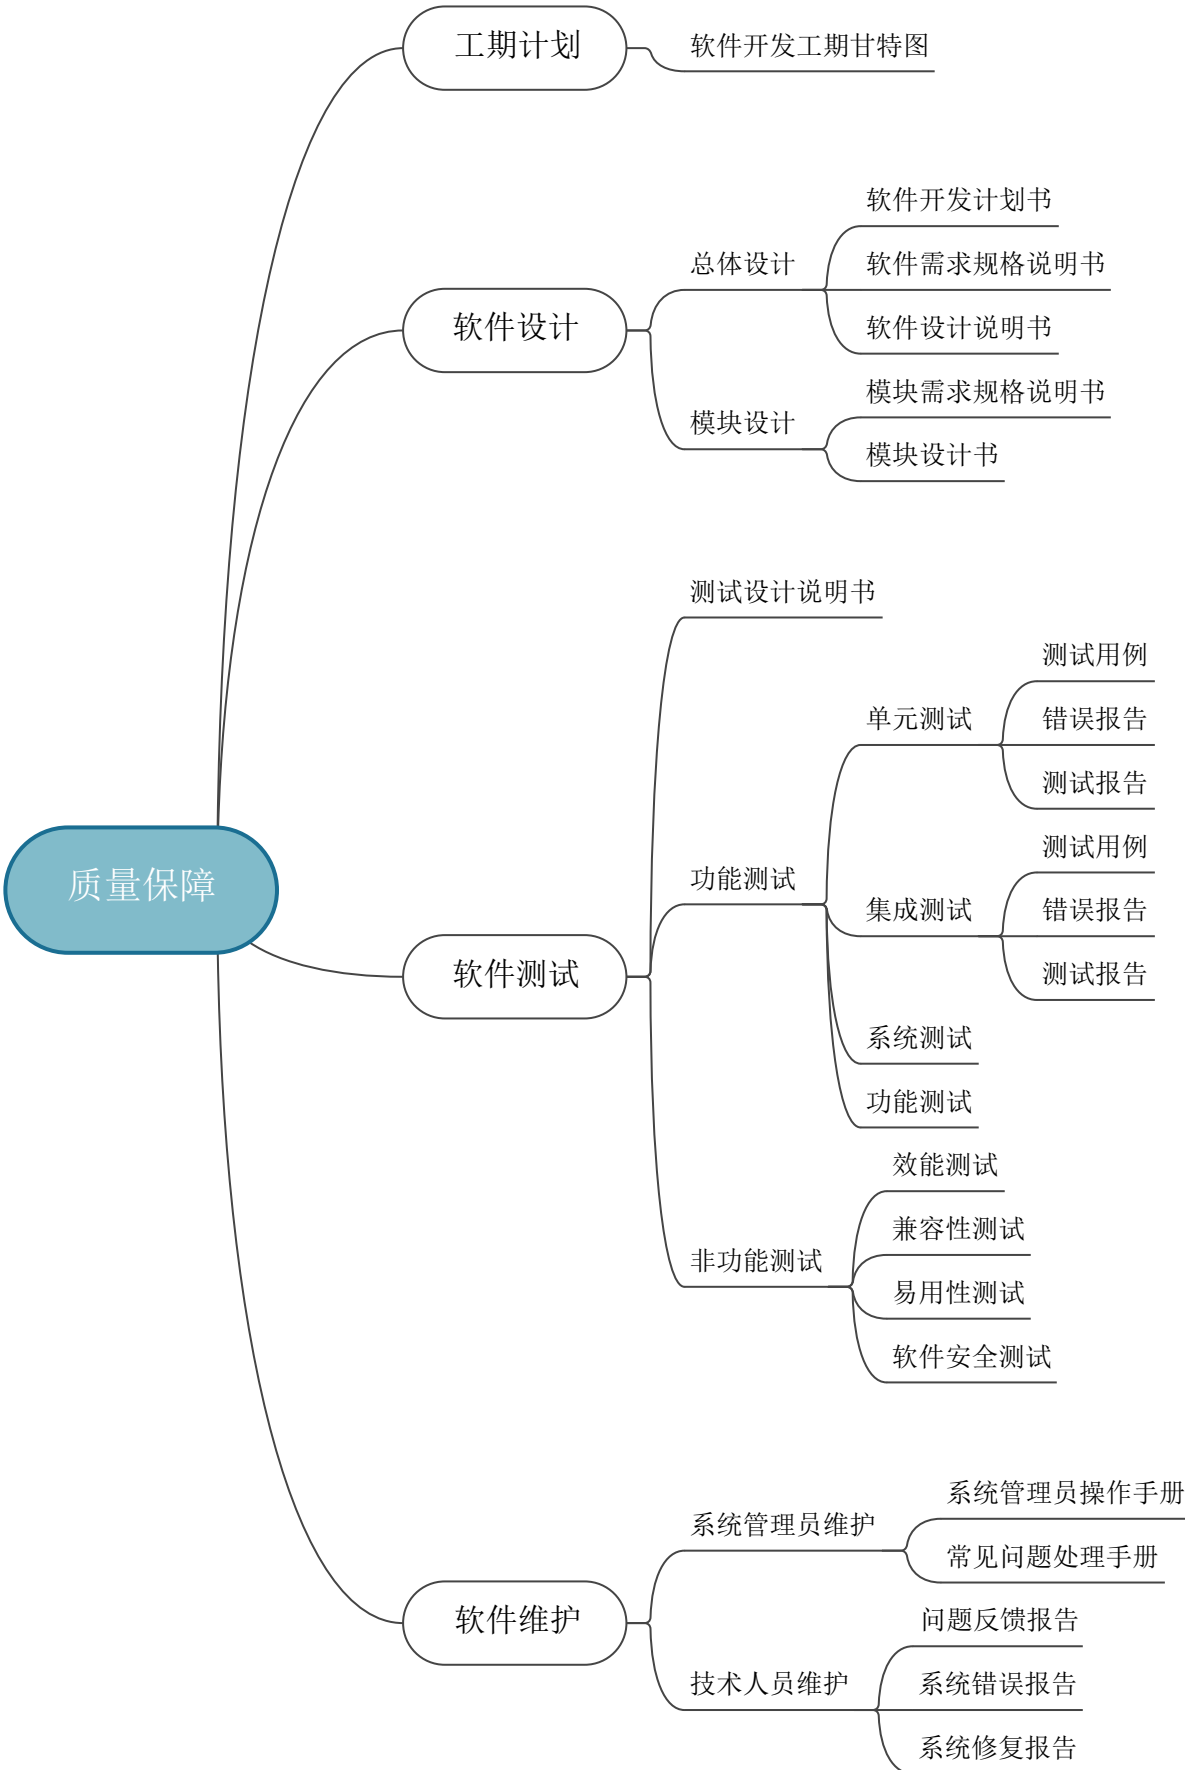 工期计划
软件开发工期甘特图
软件设计
总体设计
软件开发计划书
软件需求规格说明书
软件设计说明书
模块设计
模块需求规格说明书
模块设计书
质量保障
软件测试
测试设计说明书
功能测试
单元测试
测试用例
错误报告
测试报告
集成测试
测试用例
错误报告
测试报告
系统测试
功能测试
非功能测试
效能测试
兼容性测试
易用性测试
软件安全测试
软件维护
系统管理员维护
系统管理员操作手册
常见问题处理手册
技术人员维护
问题反馈报告
系统错误报告
系统修复报告